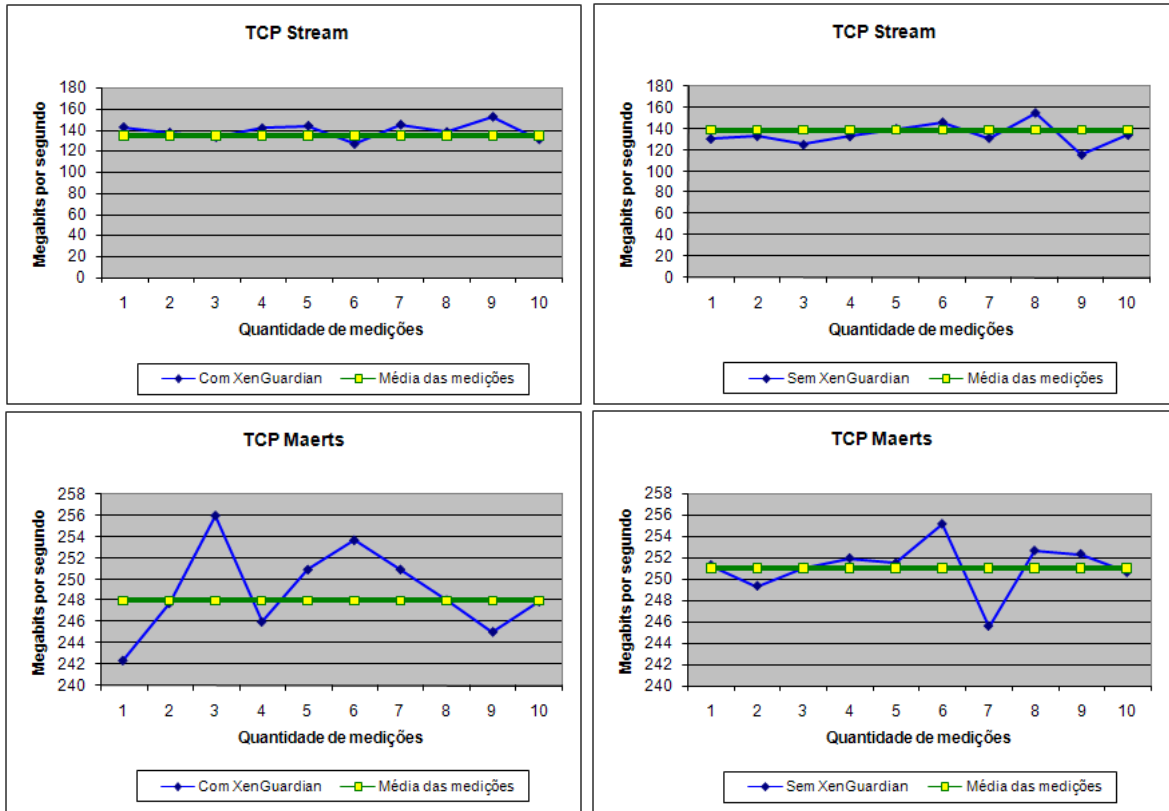 TCP Stream
Megabits por segundo
180
160
140
120
100
80
60
40
20
0
1 2 3 4 5 6 7 8 9 10
Quantidade de medições
Com XenGuardian Média das medições
TCP Stream
Megabits por segundo
180
160
140
120
100
80
60
40
20
0
1 2 3 4 5 6 7 8 9 10
Quantidade de medições
Sem XenGuardian Média das medições
TCP Maerts
Megabits por segundo
258
256
254
252
250
248
246
244
242
240
1 2 3 4 5 6 7 8 9 10
Quantidade de medições
Com XenGuardian Média das medições
TCP Maerts
Megabits por segundo
258
256
254
252
250
248
246
244
242
240
1 2 3 4 5 6 7 8 9 10
Quantidade de medições
Sem XenGuardian Média das medições